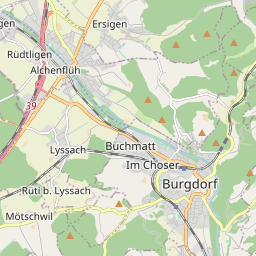 Ersigen
Rüdtligen
Alchenflüh
39
Lyssach
Buchmatt
Im Choser
Burgdorf
Rüti b. Lyssach
Mötschwil